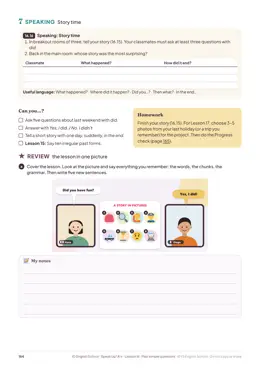 7 SPEAKING Story time
Speaking: Story time
1. In breakout rooms of three, tell your story (16.15). Your classmates must ask at least three questions with
did.
2. Back in the main room: whose story was the most surprising?
Classmate What happened? How did it end?
Useful language: What happened? Where did it happen? Did you…? Then what? In the end…
Can you…?
Ask five questions about last weekend with did.
Answer with Yes, I did. / No, I didn't.
Tell a short story with one day, suddenly, in the end.
Lesson 15: Say ten irregular past forms.
Homework
Finish your story (16.15). For Lesson 17, choose 3–5
photos from your last holiday or a trip you
remember for the project. Then do the Progress
check (page
★ REVIEW the lesson in one picture
Cover the lesson. Look at the picture and say everything you remember: the words, the chunks, the
grammar. Then write five new sentences.
Did you have fun?
Yes, I did!
A STORY IN PICTURES
My notes